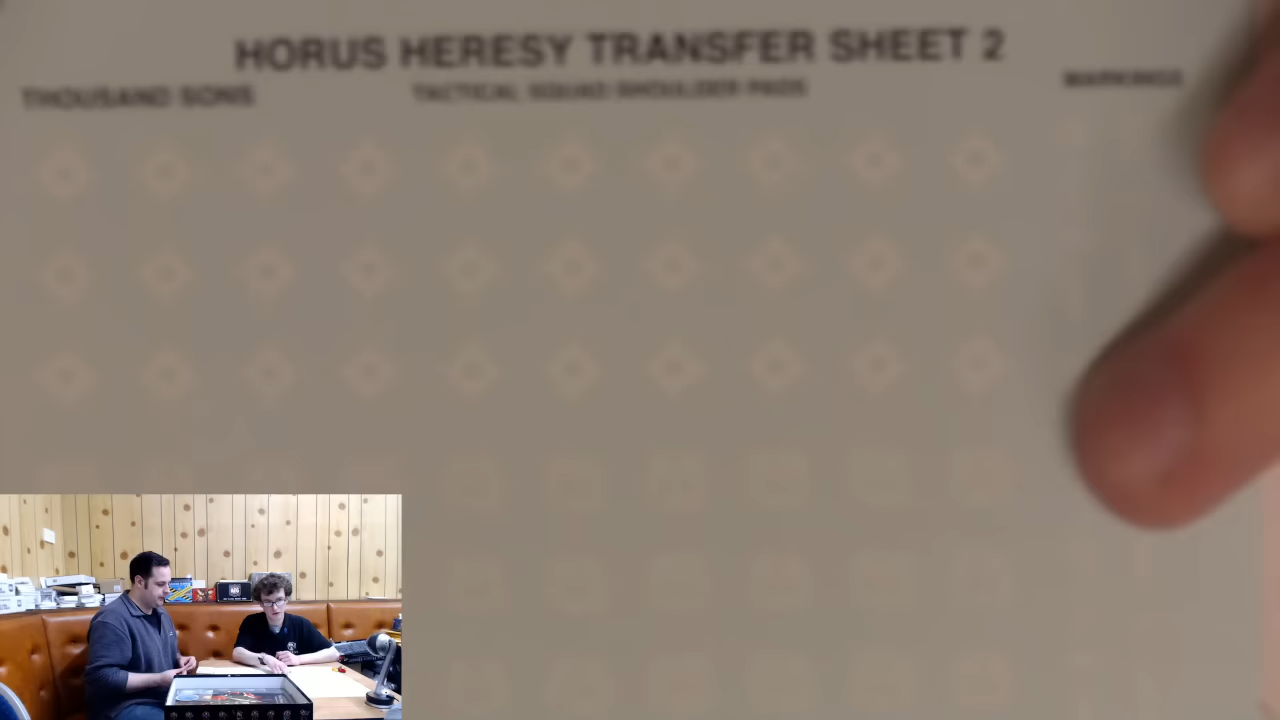 HORUS HERESY TRANSFER SHEET 2
THOUSAND SONS
TACTICAL SQUAD SHOULDER PADS
MARKINGS